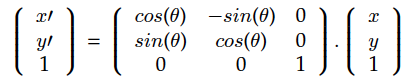 x′ cos(θ) −sin(θ) 0 x
y′ = sin(θ) cos(θ) 0 . y
1 0 0 1 1